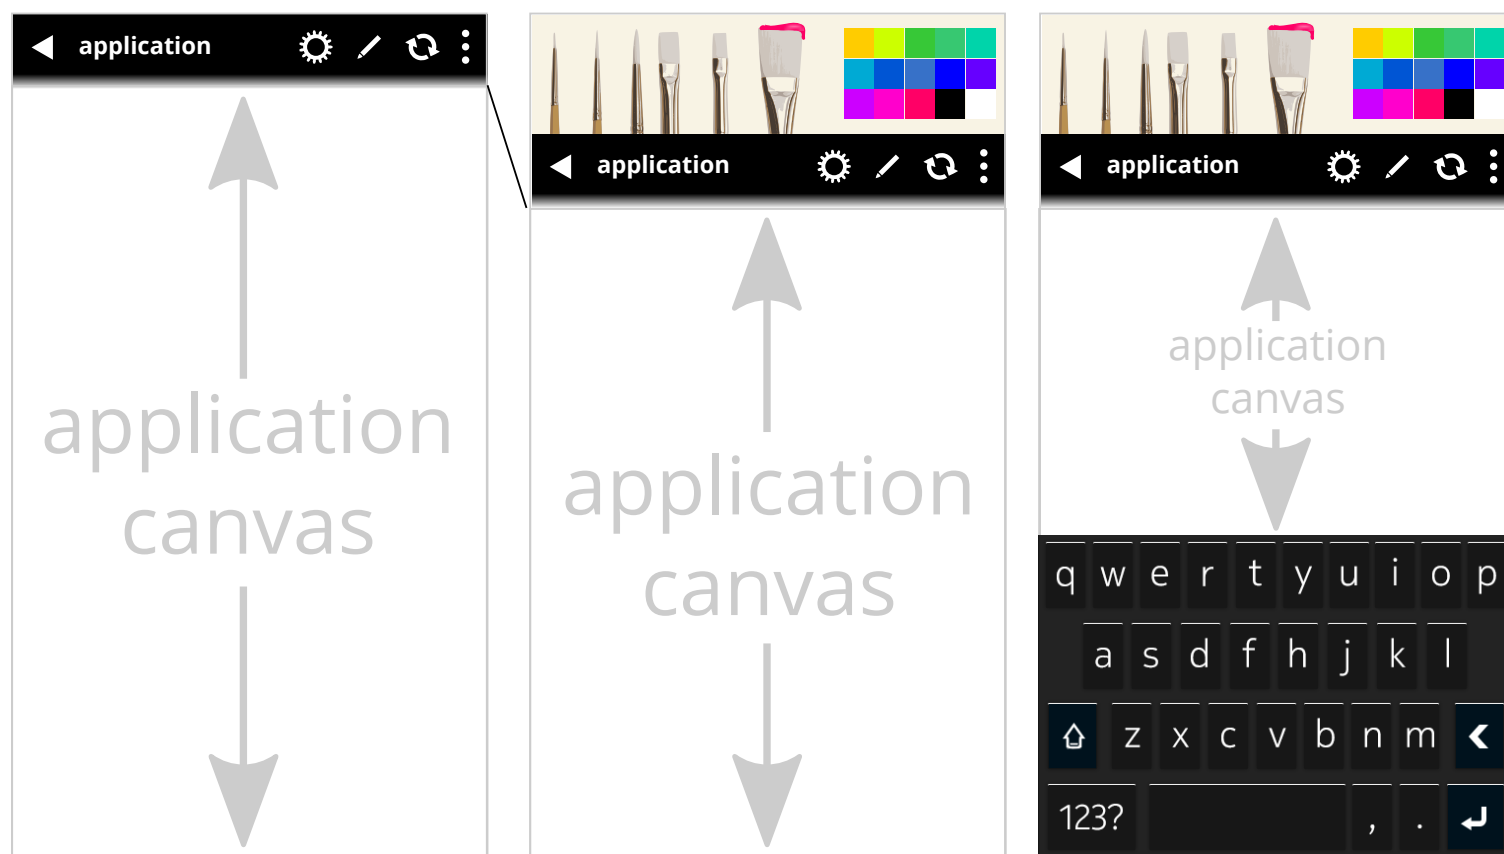 application
application
canvas
application
application
canvas
application
application
canvas
q w e r t y u i o p
a s d f h j k l
z x c v b n m
123? , .